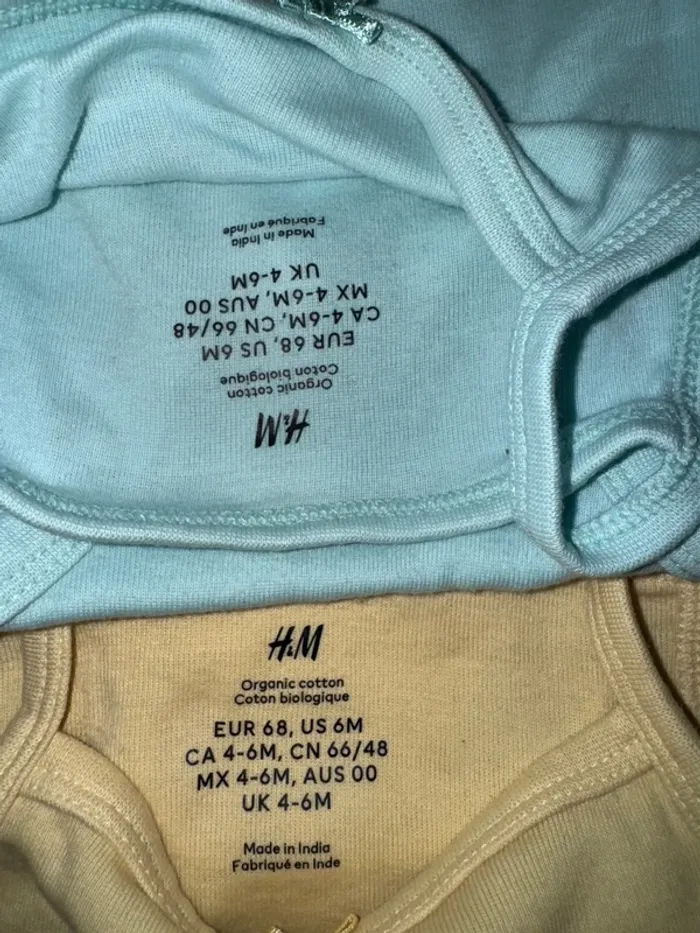 H&M
Organic cotton
Coton biologique
EUR 68, US 6M
CA 4-6M, CN 66/48
MX 4-6M, AUS 00
UK 4-6M
Made in India
Fabriqué en Inde
H&M
Organic cotton
Coton biologique
EUR 68, US 6M
CA 4-6M, CN 66/48
MX 4-6M, AUS 00
UK 4-6M
Made in India
Fabriqué en Inde